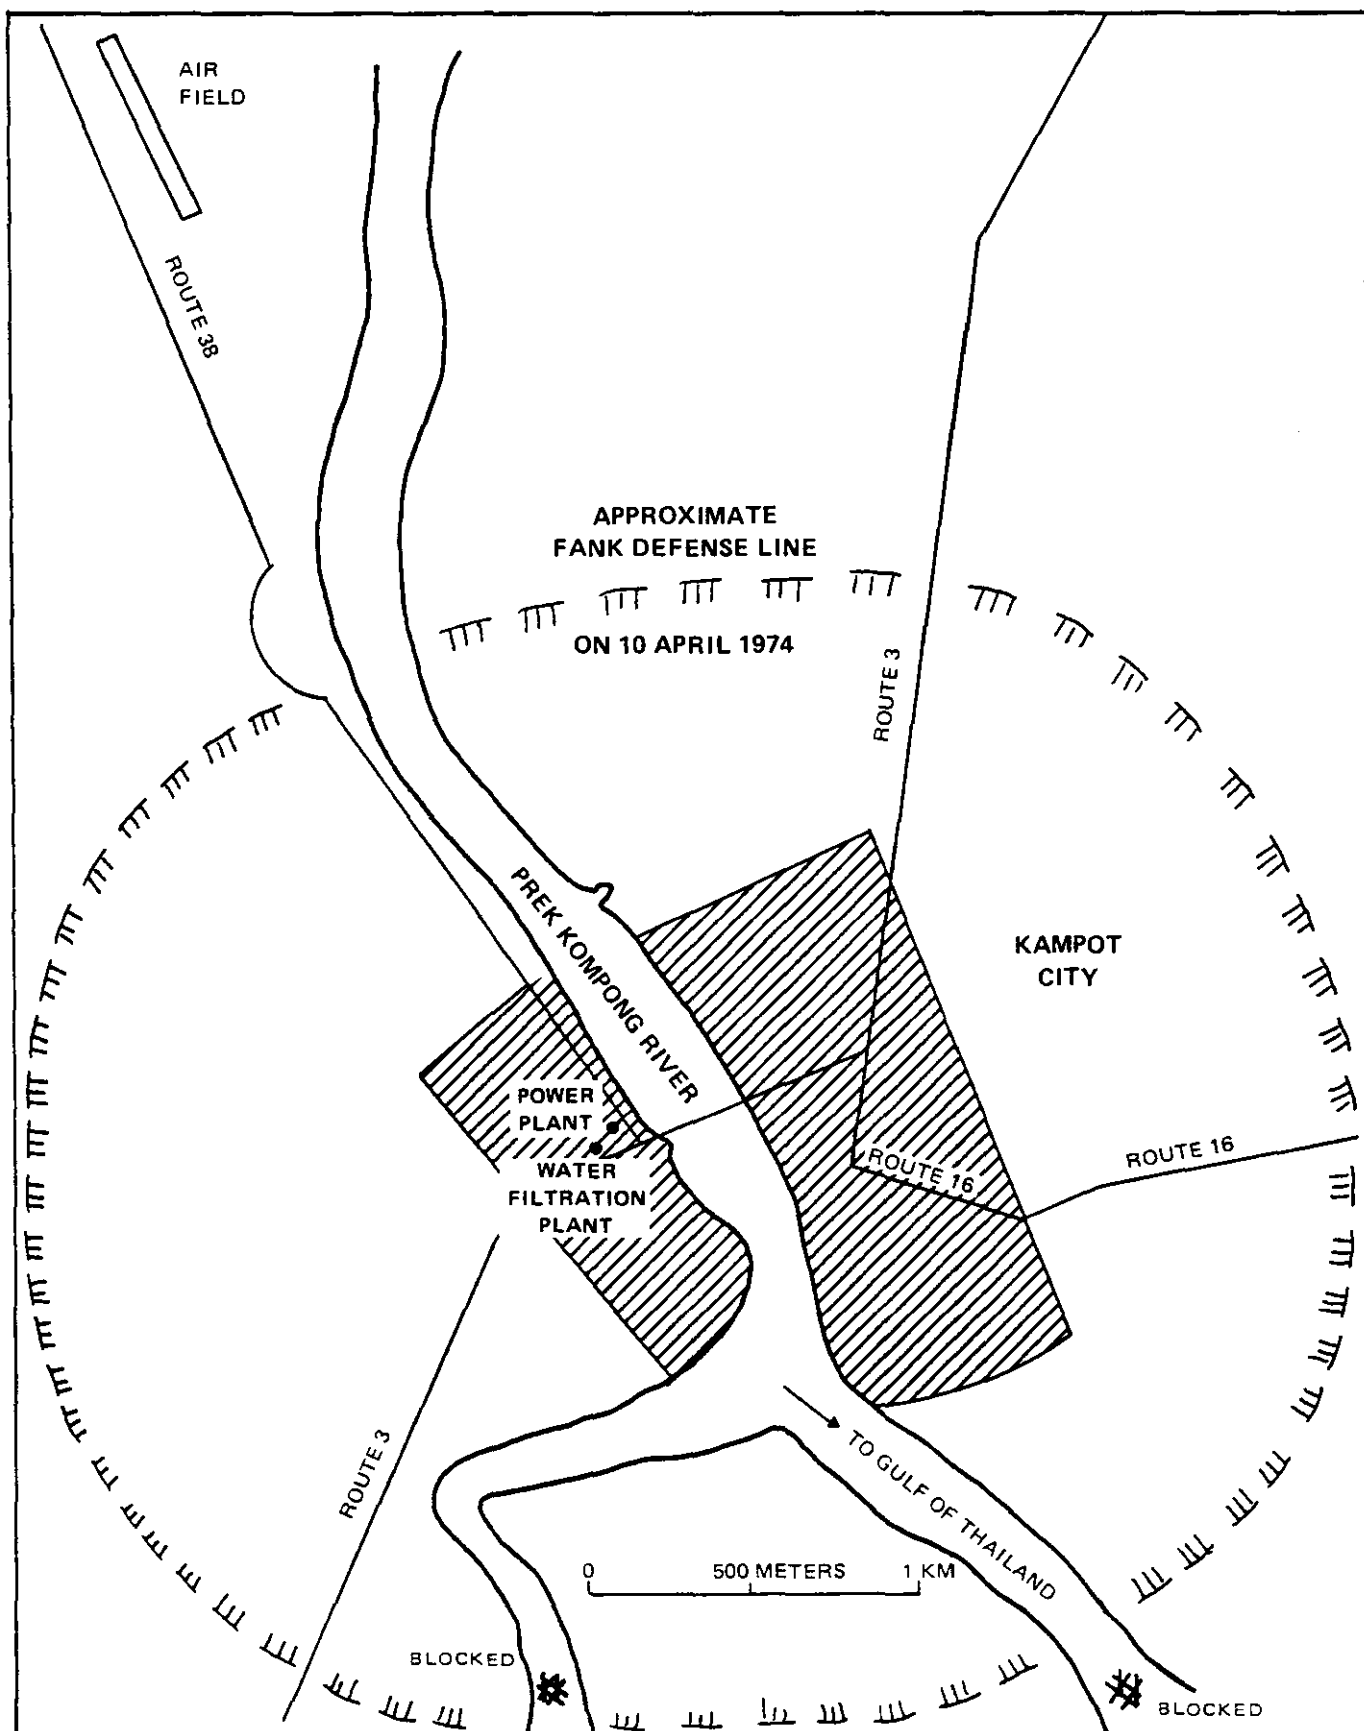 AIR
FIELD
ROUTE 38
APPROXIMATE
FANK DEFENSE LINE
ON 10 APRIL 1974
ROUTE 3
PREK KOMPONG RIVER
KAMPOT
CITY
POWER
PLANT
WATER
FILTRATION
PLANT
ROUTE 16
ROUTE 16
ROUTE 3
TO GULF OF THAILAND
0 500 METERS 1 KM
BLOCKED
BLOCKED